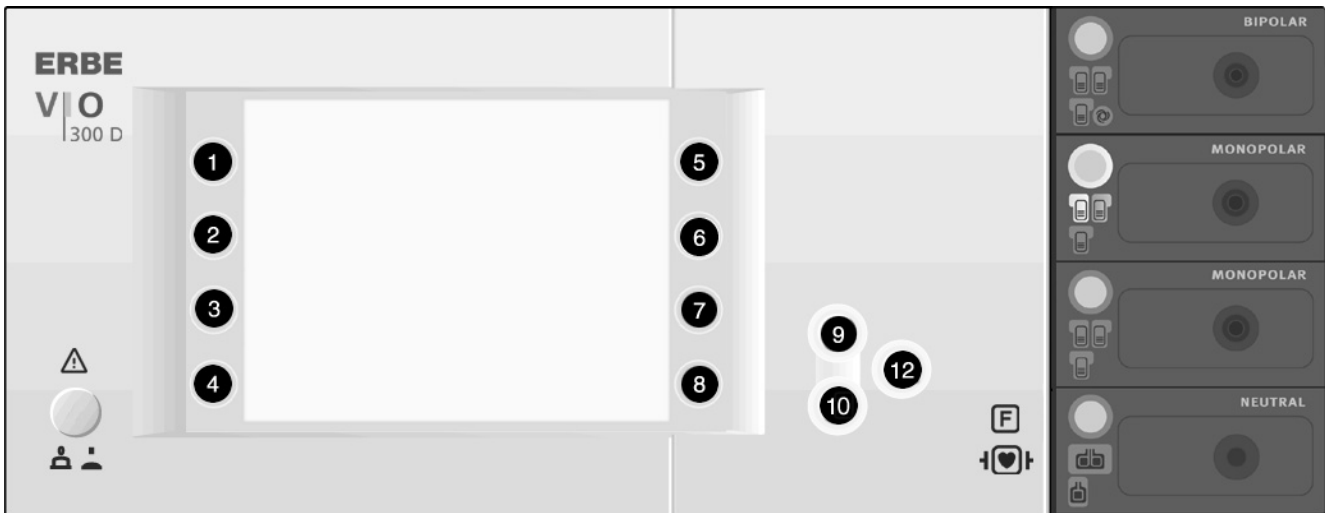 ERBE
VIO
300 D
1
2
3
4
5
6
7
8
9
10
12
F
BIPOLAR
MONOPOLAR
MONOPOLAR
NEUTRAL